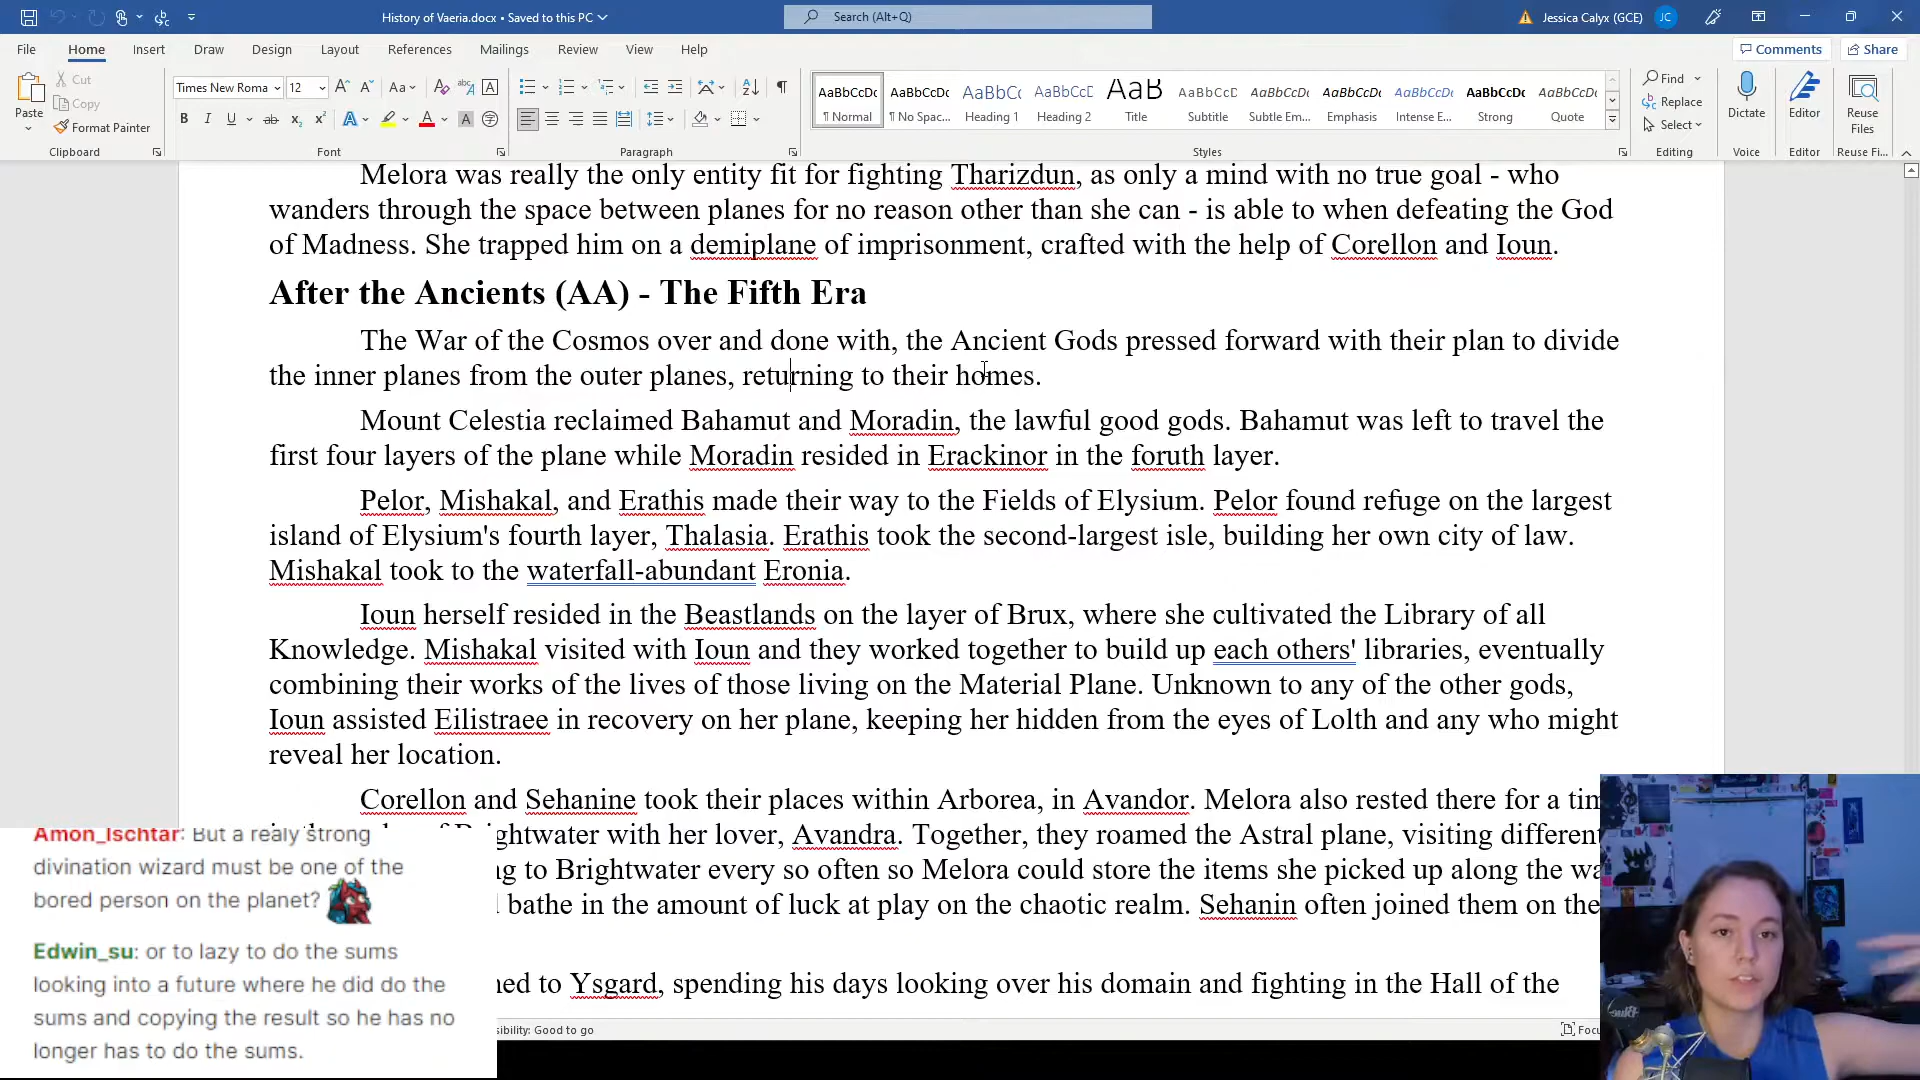 History of Vaeria.docx • Saved to this PC
Search (Alt+Q)
Jessica Calyx (GCE)
JC
File
Home
Insert
Draw
Design
Layout
References
Mailings
Review
View
Help
Comments
Share
Paste
Cut
Copy
Format Painter
Clipboard
Times New Roma
12
Font
Paragraph
AaBbCcDc
¶ Normal
AaBbCcDc
¶ No Spac...
AaBbCc
Heading 1
AaBbCcD
Heading 2
AaB
Title
AaBbCcD
Subtitle
AaBbCcDc
Subtle Em...
AaBbCcDc
Emphasis
AaBbCcDc
Intense E...
AaBbCcDc
Strong
AaBbCcDc
Quote
Styles
Find
Replace
Select
Editing
Dictate
Voice
Editor
Editor
Reuse
Files
Reuse Fi...
Melora was really the only entity fit for fighting Tharizdun, as only a mind with no true goal - who
wanders through the space between planes for no reason other than she can - is able to when defeating the God
of Madness. She trapped him on a demiplane of imprisonment, crafted with the help of Corellon and Ioun.
After the Ancients (AA) - The Fifth Era
The War of the Cosmos over and done with, the Ancient Gods pressed forward with their plan to divide
the inner planes from the outer planes, returning to their homes.
Mount Celestia reclaimed Bahamut and Moradin, the lawful good gods. Bahamut was left to travel the
first four layers of the plane while Moradin resided in Erackinor in the foruth layer.
Pelor, Mishakal, and Erathis made their way to the Fields of Elysium. Pelor found refuge on the largest
island of Elysium's fourth layer, Thalasia. Erathis took the second-largest isle, building her own city of law.
Mishakal took to the waterfall-abundant Eronia.
Ioun herself resided in the Beastlands on the layer of Brux, where she cultivated the Library of all
Knowledge. Mishakal visited with Ioun and they worked together to build up each others' libraries, eventually
combining their works of the lives of those living on the Material Plane. Unknown to any of the other gods,
Ioun assisted Eilistraee in recovery on her plane, keeping her hidden from the eyes of Lolth and any who might
reveal her location.
Corellon and Sehanine took their places within Arborea, in Avandor. Melora also rested there for a tim
Brightwater with her lover, Avandra. Together, they roamed the Astral plane, visiting different
ng to Brightwater every so often so Melora could store the items she picked up along the wa
bathe in the amount of luck at play on the chaotic realm. Sehanin often joined them on the
ned to Ysgard, spending his days looking over his domain and fighting in the Hall of the
Amon_Ischtar: But a realy strong
divination wizard must be one of the
bored person on the planet?
Edwin_su: or to lazy to do the sums
looking into a future where he did do the
sums and copying the result so he has no
longer has to do the sums.
sibility: Good to go
Focu